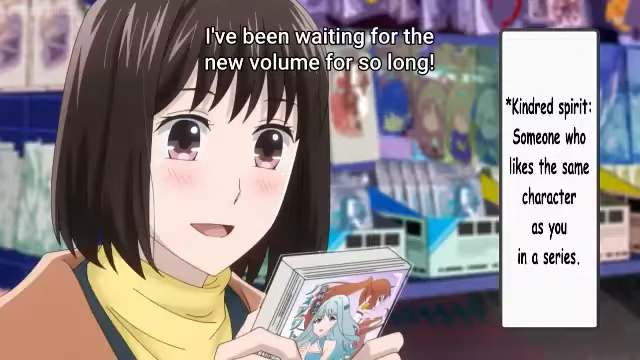 I've been waiting for the
new volume for so long!
*Kindred spirit:
Someone who
likes the same
character
as you
in a series.